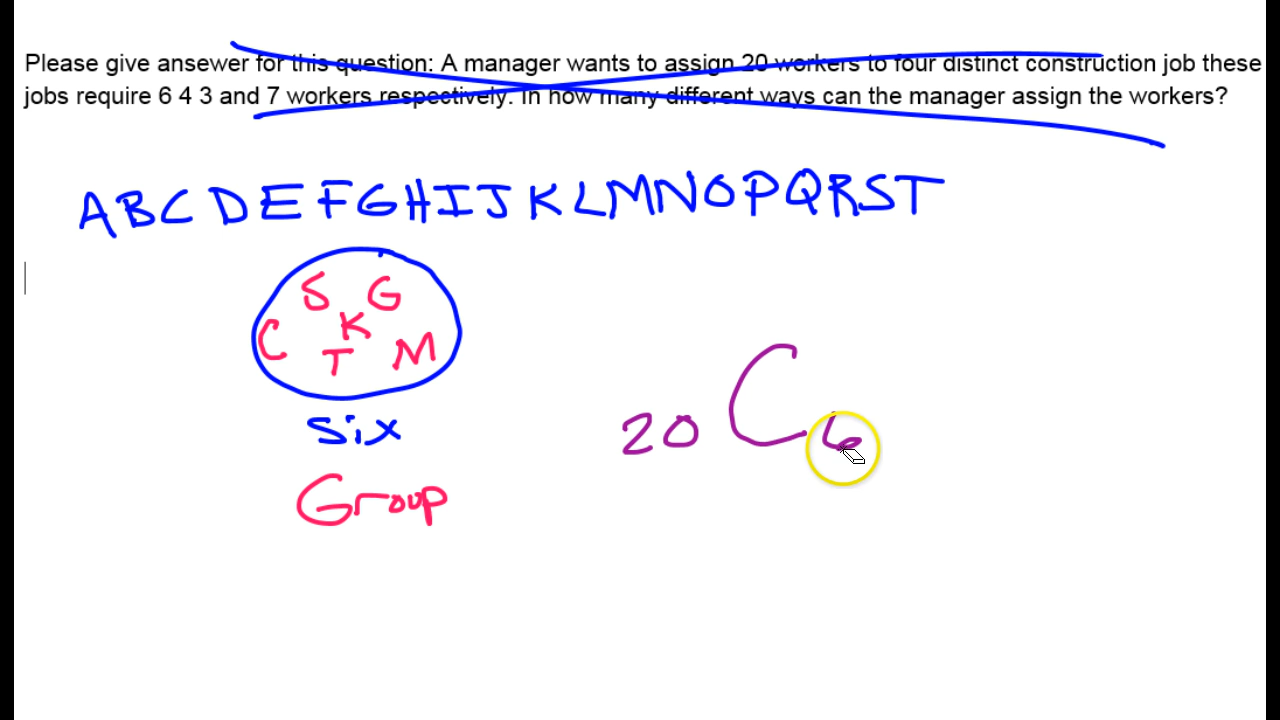 Please give ansewer for this question: A manager wants to assign 20 workers to four distinct construction job these
jobs require 6 4 3 and 7 workers respectively. In how many different ways can the manager assign the workers?
ABCDEFGHIJKLMNOPQRST
S G
C K
T M
Six
Group
20 C 6